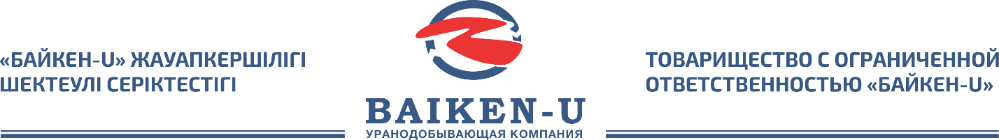 «БАЙКЕН-U» ЖАУАПКЕРШІЛІГІ
ШЕКТЕУЛІ СЕРІКТЕСТІГІ
BAIKEN-U
УРАНОДОБЫВАЮЩАЯ КОМПАНИЯ
ТОВАРИЩЕСТВО С ОГРАНИЧЕННОЙ
ОТВЕТСТВЕННОСТЬЮ «БАЙКЕН-U»